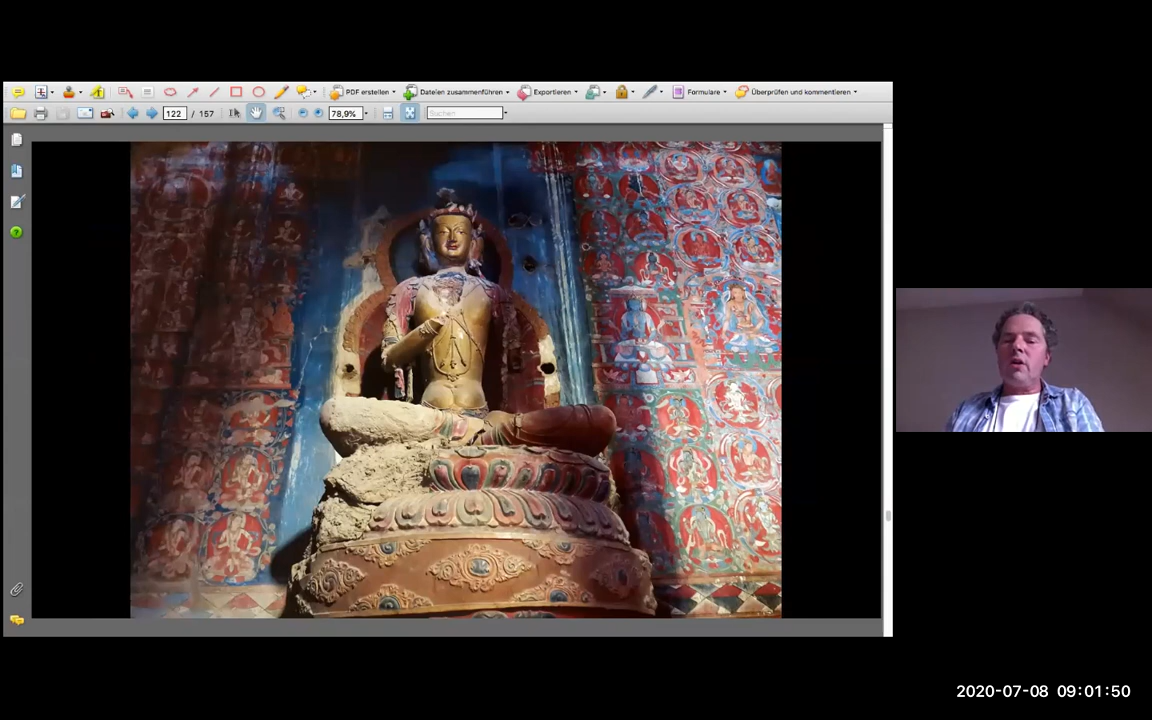 PDF erstellen Dateien zusammenführen Exportieren Formulare Überprüfen und kommentieren
122 / 157 78,9% Suchen
2020-07-08 09:01:50